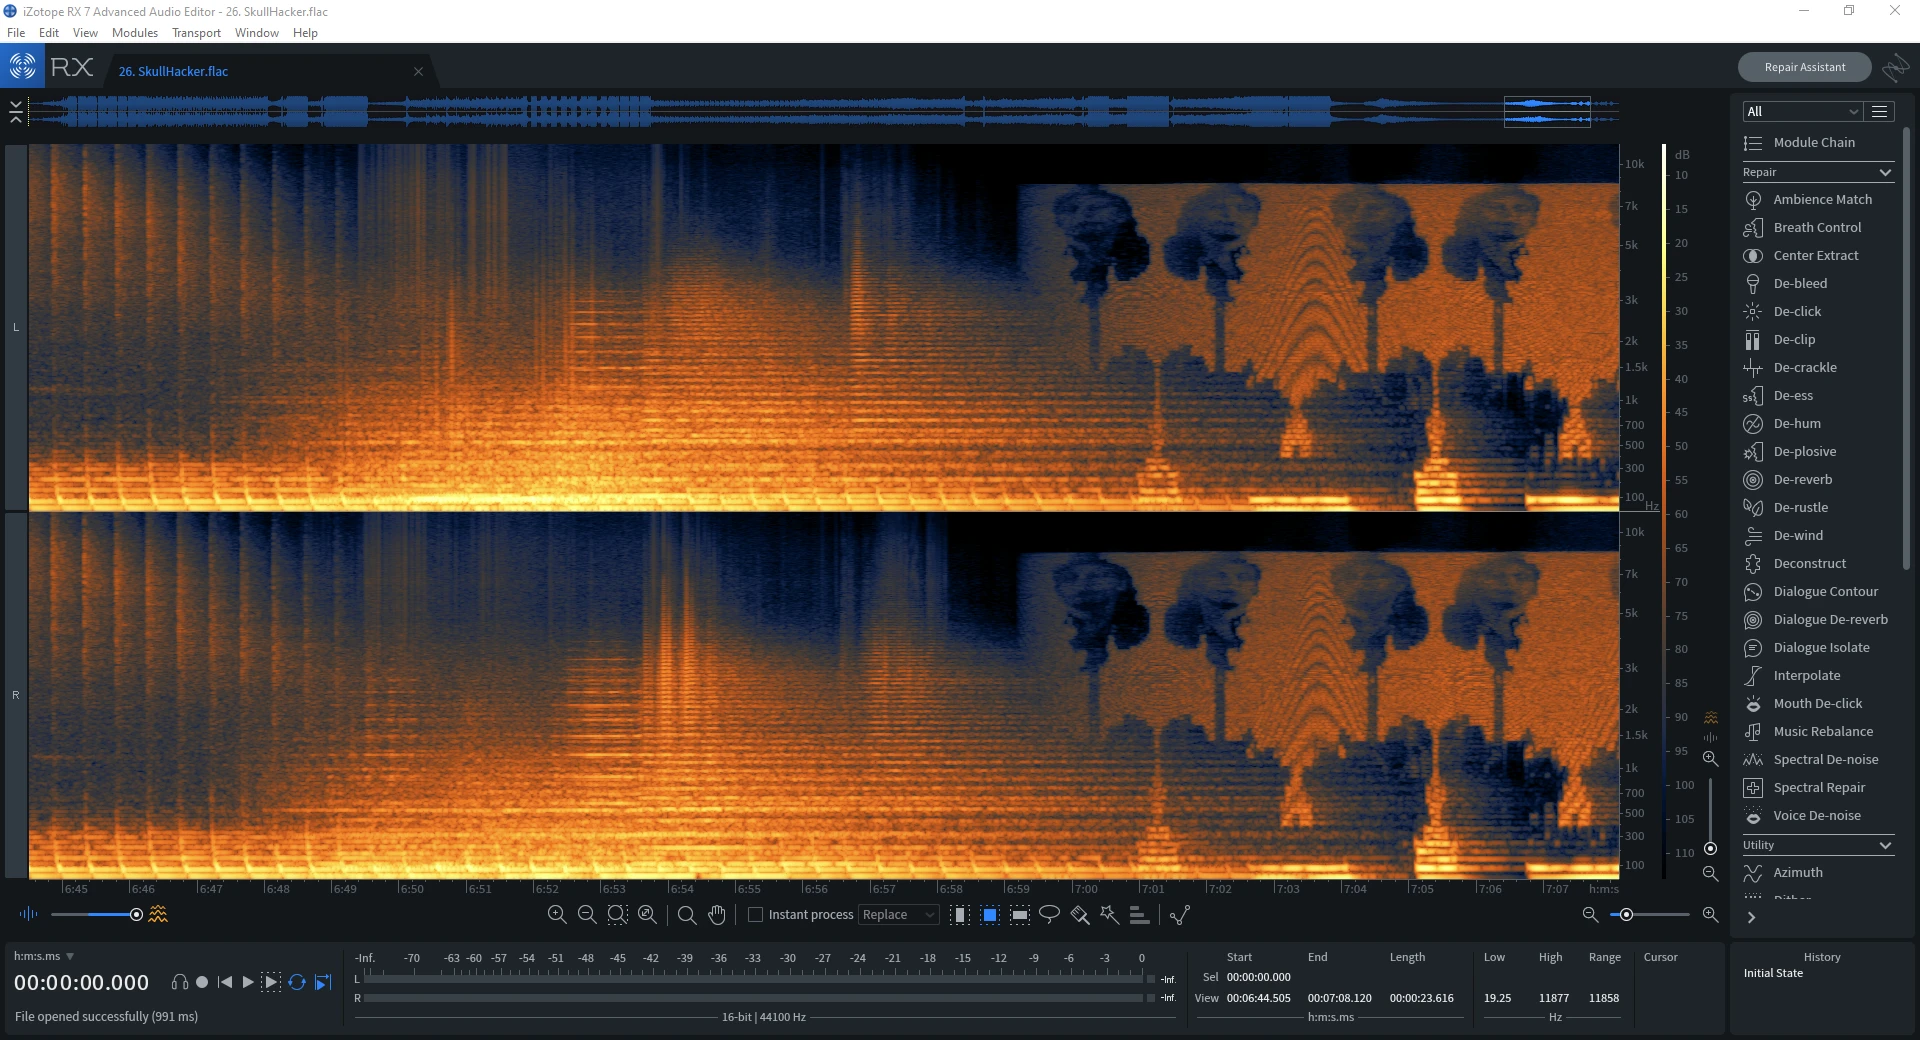 iZotope RX 7 Advanced Audio Editor - 26. SkullHacker.flac
File Edit View Modules Transport Window Help
RX
26. SkullHacker.flac
Repair Assistant
All
Module Chain
Repair
Ambience Match
Breath Control
Center Extract
De-bleed
De-click
De-clip
De-crackle
De-ess
De-hum
De-plosive
De-reverb
De-rustle
De-wind
Deconstruct
Dialogue Contour
Dialogue De-reverb
Dialogue Isolate
Interpolate
Mouth De-click
Music Rebalance
Spectral De-noise
Spectral Repair
Voice De-noise
Utility
Azimuth
Dither
L
10k
7k
5k
3k
2k
1.5k
1k
700
500
300
100
Hz
R
10k
7k
5k
3k
2k
1.5k
1k
700
500
300
100
dB
10
15
20
25
30
35
40
45
50
55
60
65
70
75
80
85
90
95
100
105
110
6:45 6:46 6:47 6:48 6:49 6:50 6:51 6:52 6:53 6:54 6:55 6:56 6:57 6:58 6:59 7:00 7:01 7:02 7:03 7:04 7:05 7:06 7:07 h:m:s
Instant process Replace
h:m:s.ms
00:00:00.000
File opened successfully (991 ms)
-Inf. -70 -63 -60 -57 -54 -51 -48 -45 -42 -39 -36 -33 -30 -27 -24 -21 -18 -15 -12 -9 -6 -3 0
L -Inf.
R -Inf.
16-bit | 44100 Hz
Start End Length Low High Range Cursor
Sel 00:00:00.000
View 00:06:44.505 00:07:08.120 00:00:23.616 19.25 11877 11858
h:m:s.ms Hz
History
Initial State